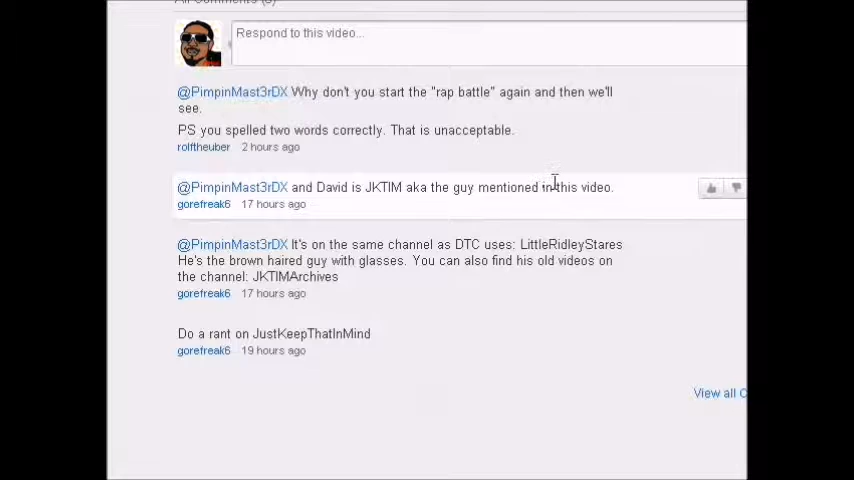 Respond to this video...
@PimpinMast3rDX Why don't you start the "rap battle" again and then we'll
see.
PS you spelled two words correctly. That is unacceptable.
rolftheuber 2 hours ago
@PimpinMast3rDX and David is JKTIM aka the guy mentioned in this video.
gorefreak6 17 hours ago
@PimpinMast3rDX It's on the same channel as DTC uses: LittleRidleyStares
He's the brown haired guy with glasses. You can also find his old videos on
the channel: JKTIMArchives
gorefreak6 17 hours ago
Do a rant on JustKeepThatInMind
gorefreak6 19 hours ago
View all